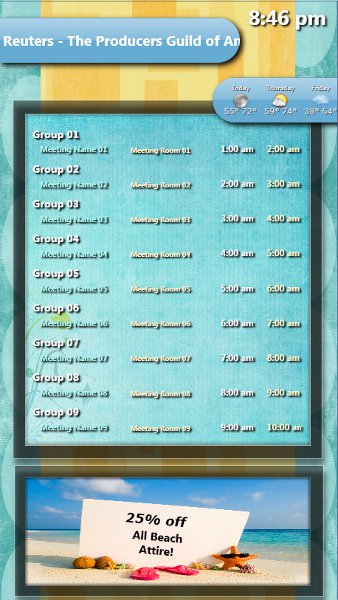 8:46 pm
Reuters - The Producers Guild of Am
Today Thursday Friday
55° 72° 59° 74° 38° 64°
Group 01
Meeting Name 01 Meeting Room 01 1:00 am 2:00 am
Group 02
Meeting Name 02 Meeting Room 02 2:00 am 3:00 am
Group 03
Meeting Name 03 Meeting Room 03 3:00 am 4:00 am
Group 04
Meeting Name 04 Meeting Room 04 4:00 am 5:00 am
Group 05
Meeting Name 05 Meeting Room 05 5:00 am 6:00 am
Group 06
Meeting Name 06 Meeting Room 06 6:00 am 7:00 am
Group 07
Meeting Name 07 Meeting Room 07 7:00 am 8:00 am
Group 08
Meeting Name 08 Meeting Room 08 8:00 am 9:00 am
Group 09
Meeting Name 09 Meeting Room 09 9:00 am 10:00 am
25% off
All Beach
Attire!